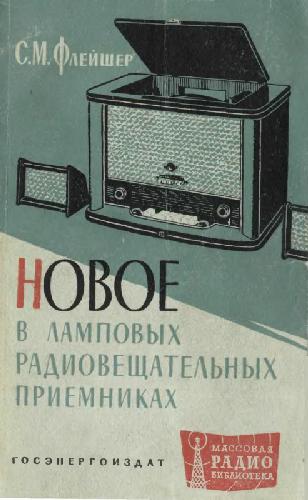 С.М. Флейшер
НОВОЕ
В ЛАМПОВЫХ
РАДИОВЕЩАТЕЛЬНЫХ
ПРИЕМНИКАХ
ГОСЭНЕРГОИЗДАТ
МАССОВАЯ
РАДИО
БИБЛИОТЕКА